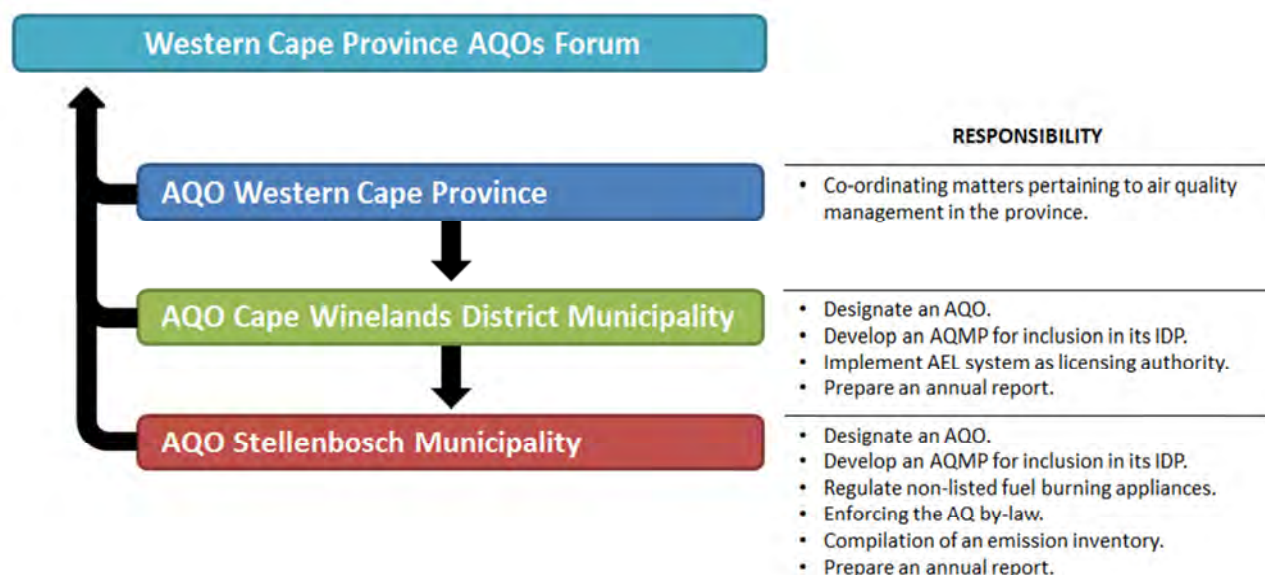 Western Cape Province AQOs Forum
RESPONSIBILITY
AQO Western Cape Province
• Co-ordinating matters pertaining to air quality
management in the province.
AQO Cape Winelands District Municipality
• Designate an AQO.
• Develop an AQMP for inclusion in its IDP.
• Implement AEL system as licensing authority.
• Prepare an annual report.
AQO Stellenbosch Municipality
• Designate an AQO.
• Develop an AQMP for inclusion in its IDP.
• Regulate non-listed fuel burning appliances.
• Enforcing the AQ by-law.
• Compilation of an emission inventory.
• Prepare an annual report.